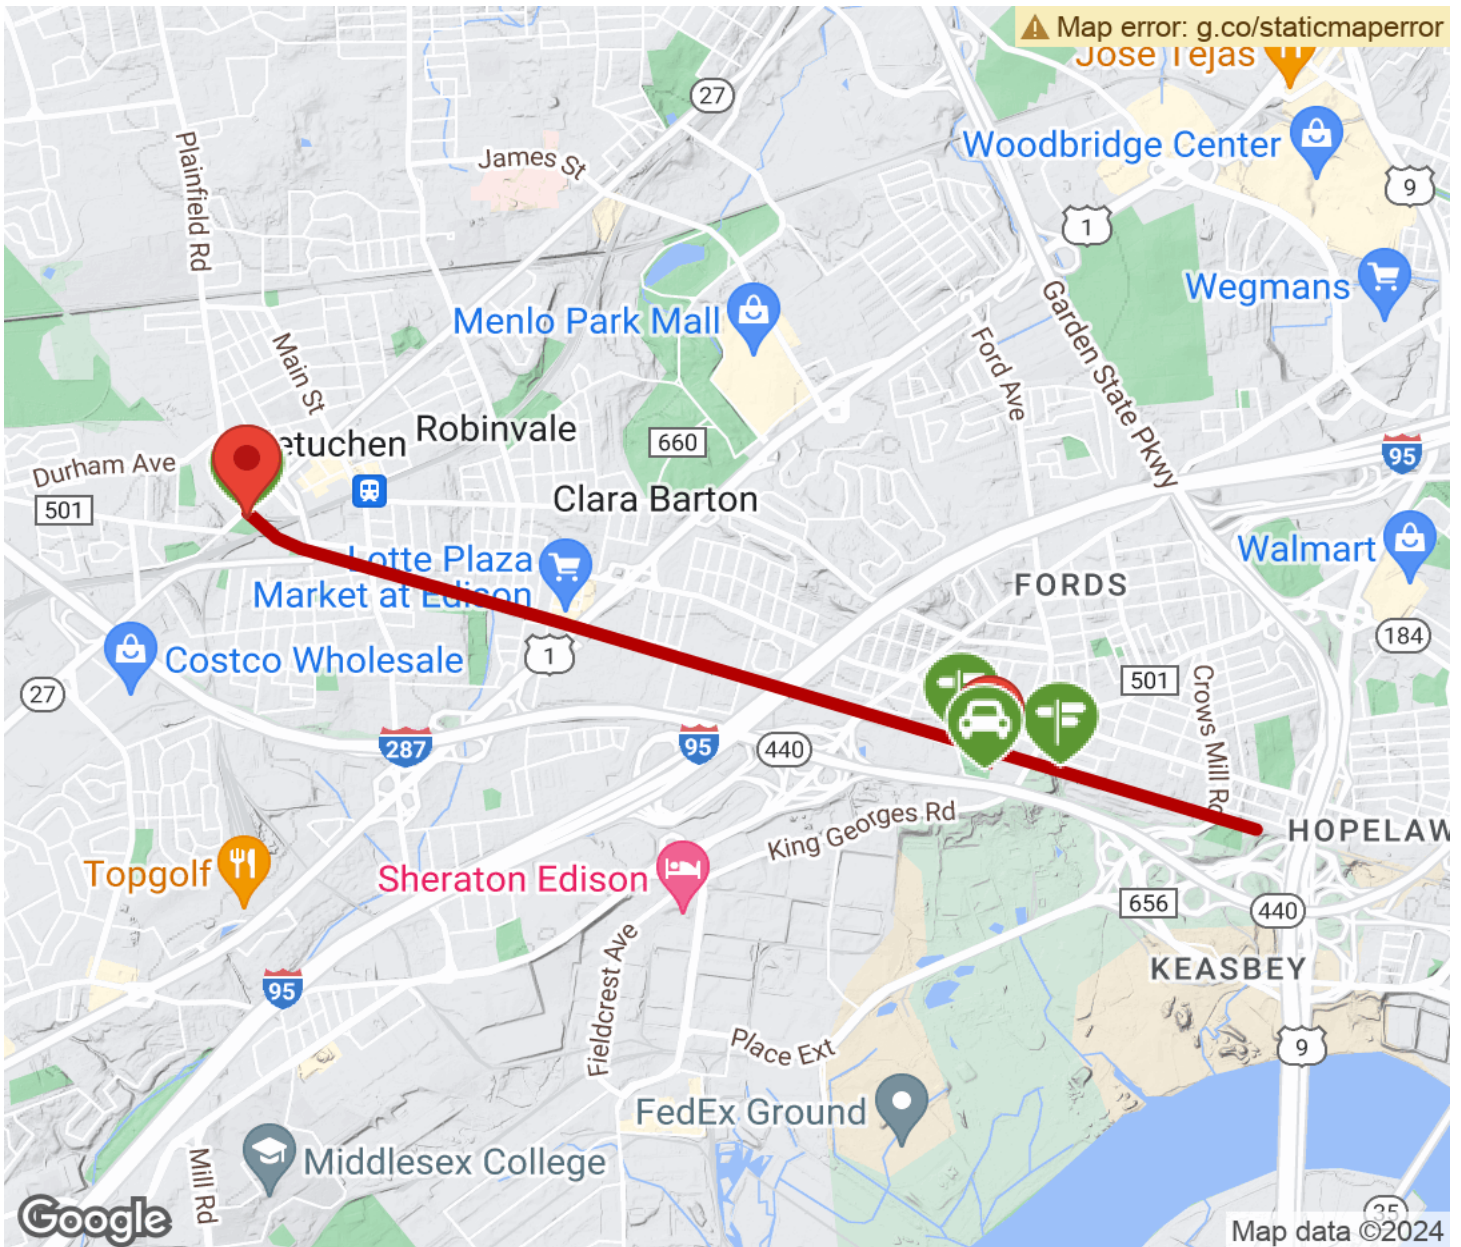 Map error: g.co/staticmaperror
Jose Tejas
27
Woodbridge Center
James St
Plainfield Rd
9
1
Wegmans
Garden State Pkwy
Menlo Park Mall
Ford Ave
Main St
Robinvale
etuchen
660
95
Durham Ave
501
Clara Barton
Walmart
Lotte Plaza
Market at Edison
FORDS
184
1
Costco Wholesale
501
Crows Mill Rd
27
287
95
440
King Georges Rd
HOPELAW
Topgolf
Sheraton Edison
656
440
Fieldcrest Ave
KEASBEY
95
Place Ext
9
FedEx Ground
Middlesex College
Mill Rd
35
Google
Map data ©2024